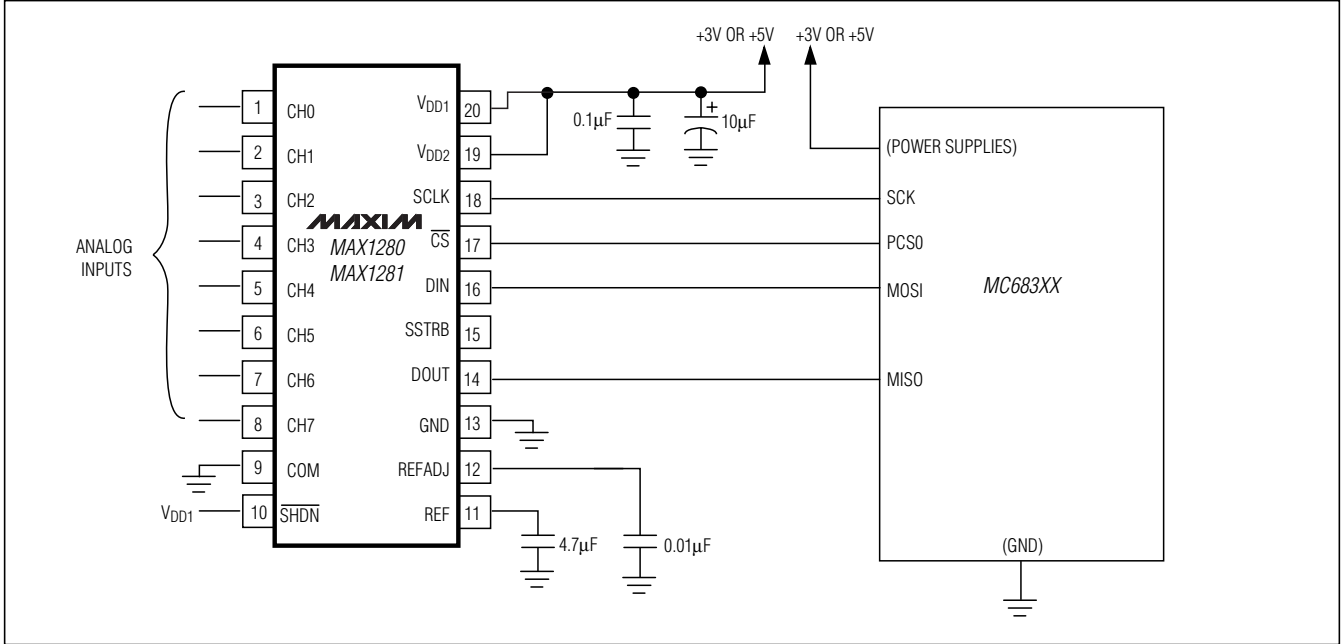 +3V OR +5V
+3V OR +5V
1 CH0
2 CH1
3 CH2
4 CH3
5 CH4
6 CH5
7 CH6
8 CH7
9 COM
10 SHDN
VDD1
ANALOG
INPUTS
MAXIM
MAX1280
MAX1281
VDD1 20
VDD2 19
SCLK 18
CS 17
DIN 16
SSTRB 15
DOUT 14
GND 13
REFADJ 12
REF 11
0.1μF
+
10μF
4.7μF
0.01μF
(POWER SUPPLIES)
SCK
PCS0
MOSI
MC683XX
MISO
(GND)